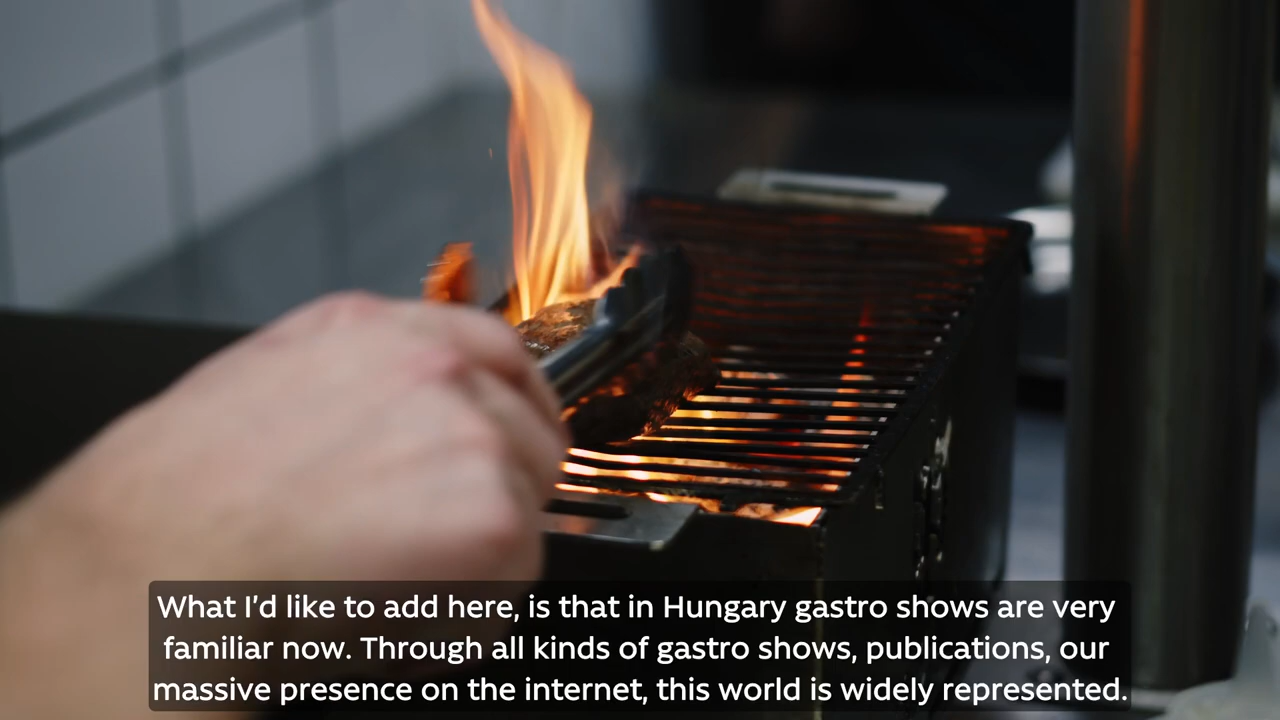 What I'd like to add here, is that in Hungary gastro shows are very
familiar now. Through all kinds of gastro shows, publications, our
massive presence on the internet, this world is widely represented.